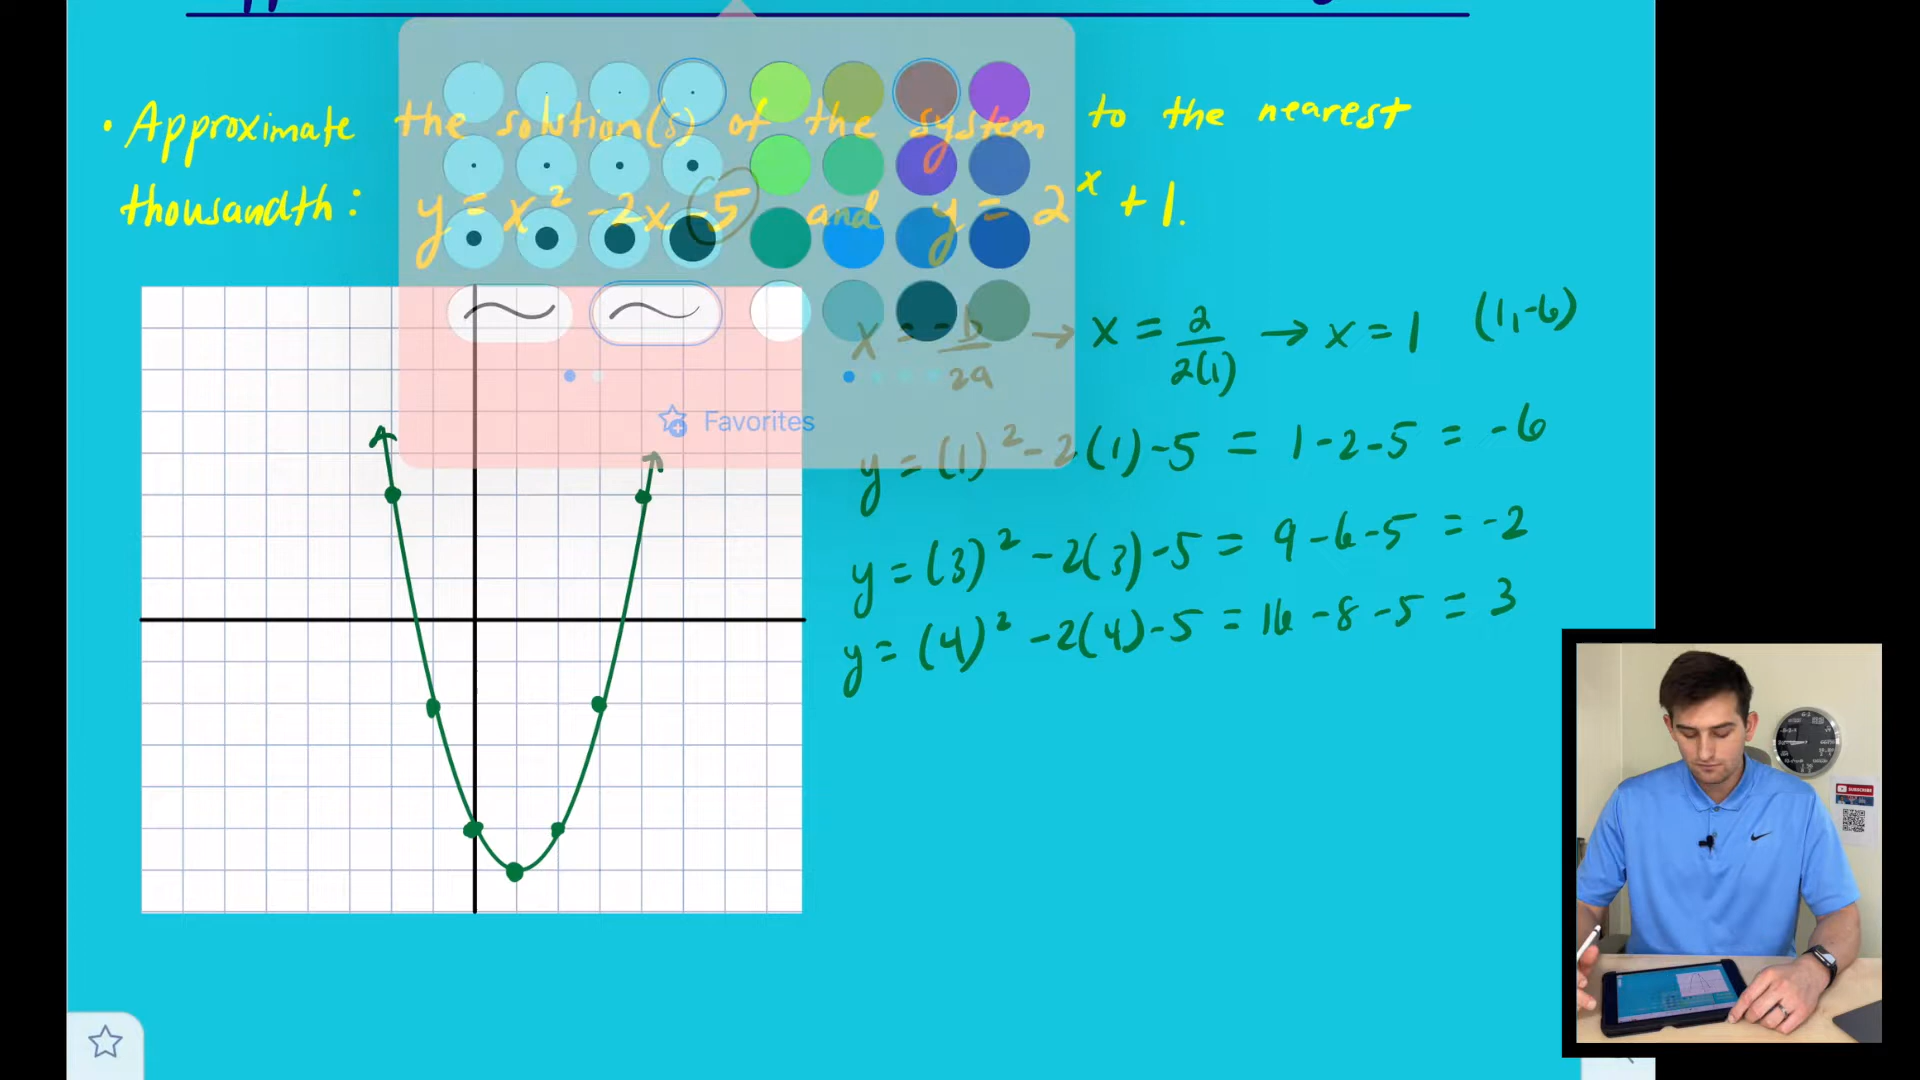 • Approximate the solution(s) of the system to the nearest
thousandth: y = x² - 2x - 5 and y = 2ˣ + 1.
x = -b/2a → x = 2/2(1) → x = 1 (1,-6)
Favorites
y = (1)² - 2(1) - 5 = 1 - 2 - 5 = -6
y = (3)² - 2(3) - 5 = 9 - 6 - 5 = -2
y = (4)² - 2(4) - 5 = 16 - 8 - 5 = 3
SUBSCRIBE